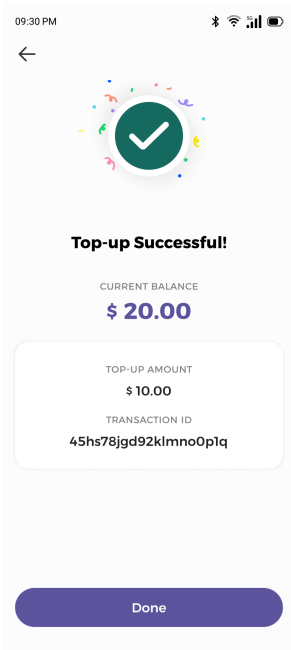 09:30 PM
5G
Top-up Successful!
CURRENT BALANCE
$ 20.00
TOP-UP AMOUNT
$ 10.00
TRANSACTION ID
45hs78jgd92klmno0p1q
Done